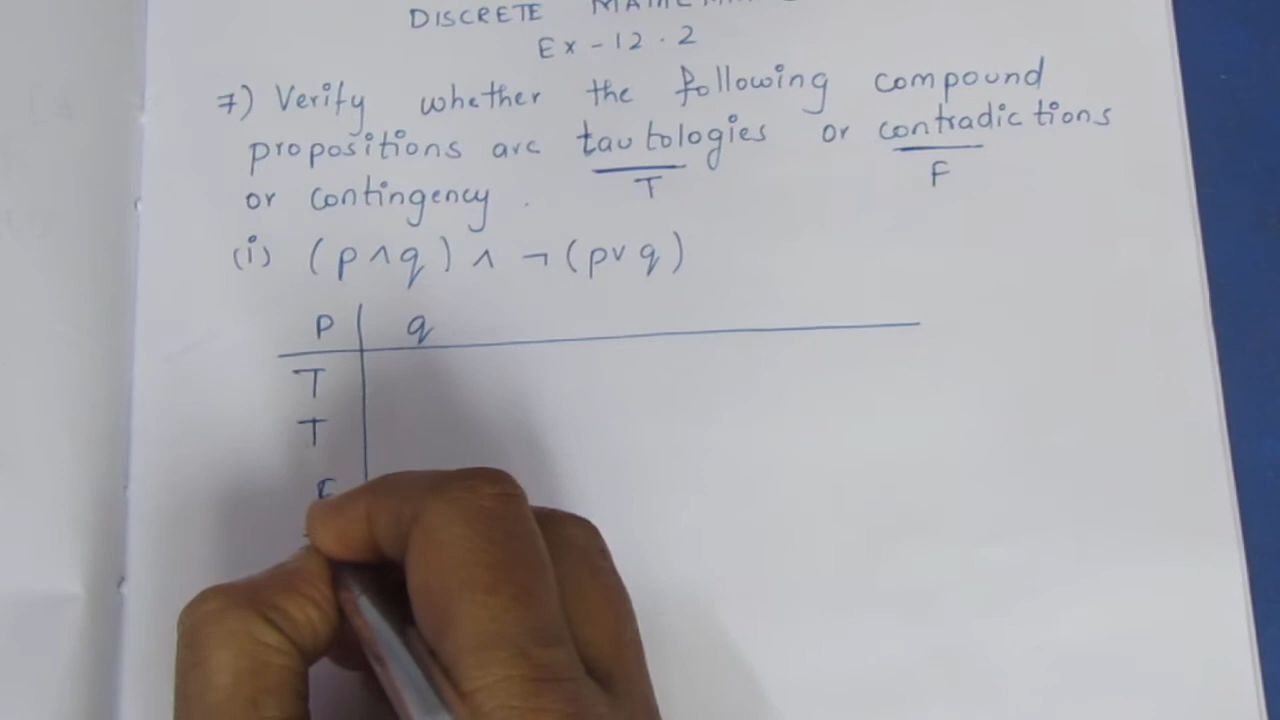 DISCRETE
Ex-12.2
7) Verify whether the following compound
propositions are tautologies or contradictions
or contingency. T F
(i) (p∧q) ∧ ¬(p∨q)
P q
T
T
F